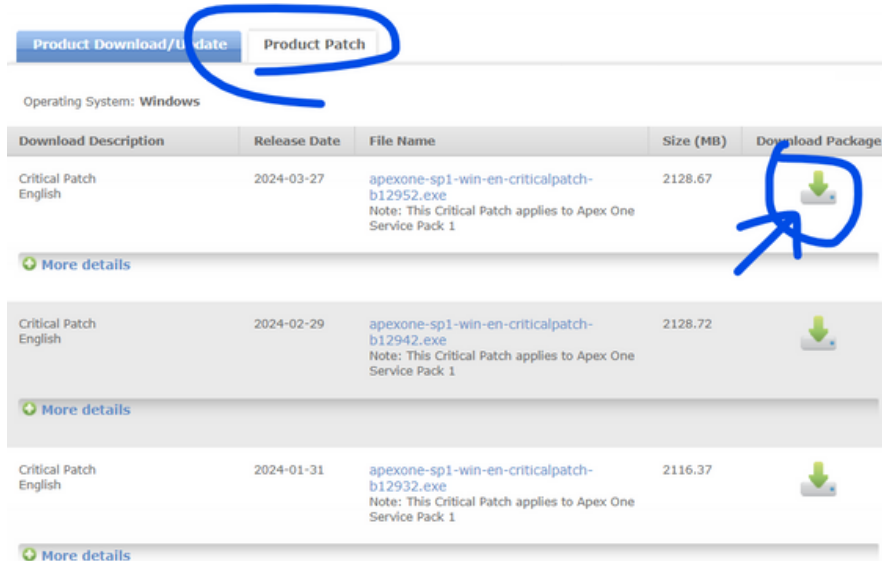 Product Download/Update Product Patch
Operating System: Windows
Download Description Release Date File Name Size (MB) Download Package
Critical Patch 2024-03-27 apexone-sp1-win-en-criticalpatch- 2128.67
English b12952.exe
Note: This Critical Patch applies to Apex One
Service Pack 1
More details
Critical Patch 2024-02-29 apexone-sp1-win-en-criticalpatch- 2128.72
English b12942.exe
Note: This Critical Patch applies to Apex One
Service Pack 1
More details
Critical Patch 2024-01-31 apexone-sp1-win-en-criticalpatch- 2116.37
English b12932.exe
Note: This Critical Patch applies to Apex One
Service Pack 1
More details